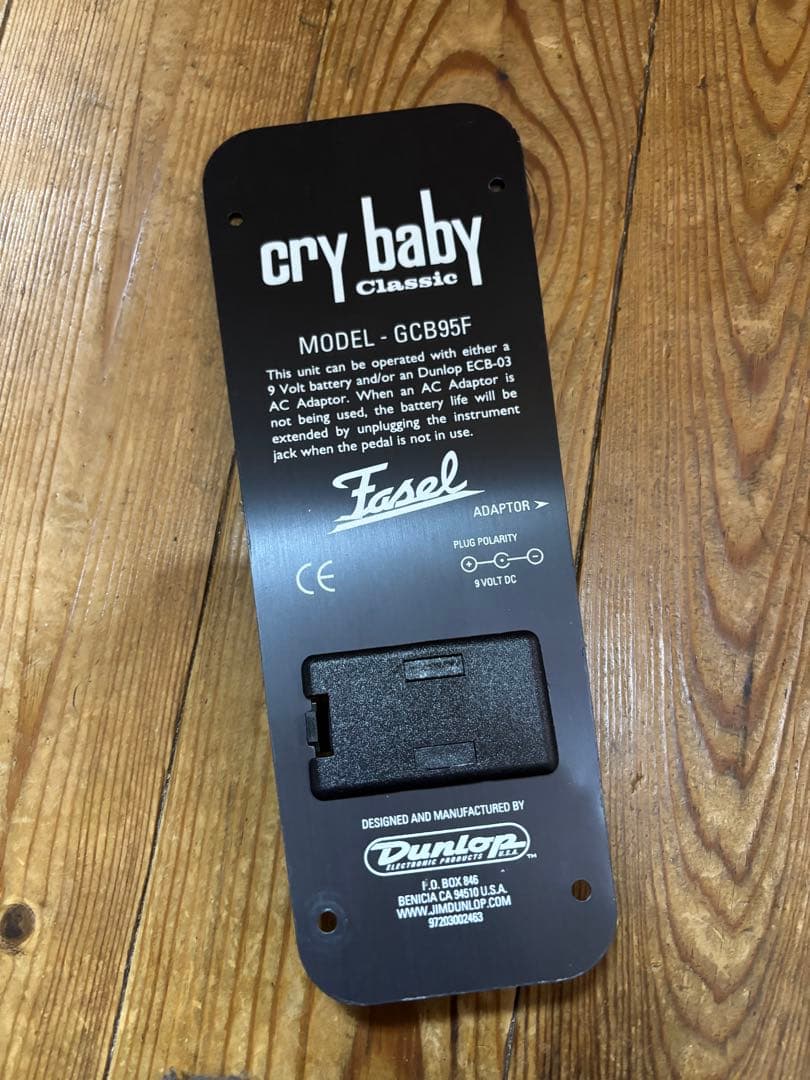 cry baby
Classic
MODEL - GCB95F
This unit can be operated with either a
9 Volt battery and/or an Dunlop ECB-03
AC Adaptor. When an AC Adaptor is
not being used, the battery life will be
extended by unplugging the instrument
jack when the pedal is not in use.
Fasel
ADAPTOR ➤
PLUG POLARITY
+ -
9 VOLT DC
CE
DESIGNED AND MANUFACTURED BY
Dunlop
ELECTRONIC PRODUCTS U.S.A.
TM
P.O. BOX 846
BENICIA CA 94510 U.S.A.
WWW.JIMDUNLOP.COM
97203002463